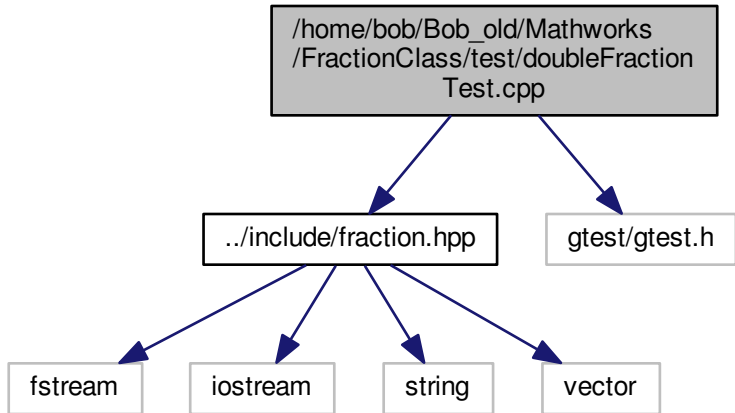 /home/bob/Bob_old/Mathworks
/FractionClass/test/doubleFraction
Test.cpp
../include/fraction.hpp
gtest/gtest.h
fstream
iostream
string
vector